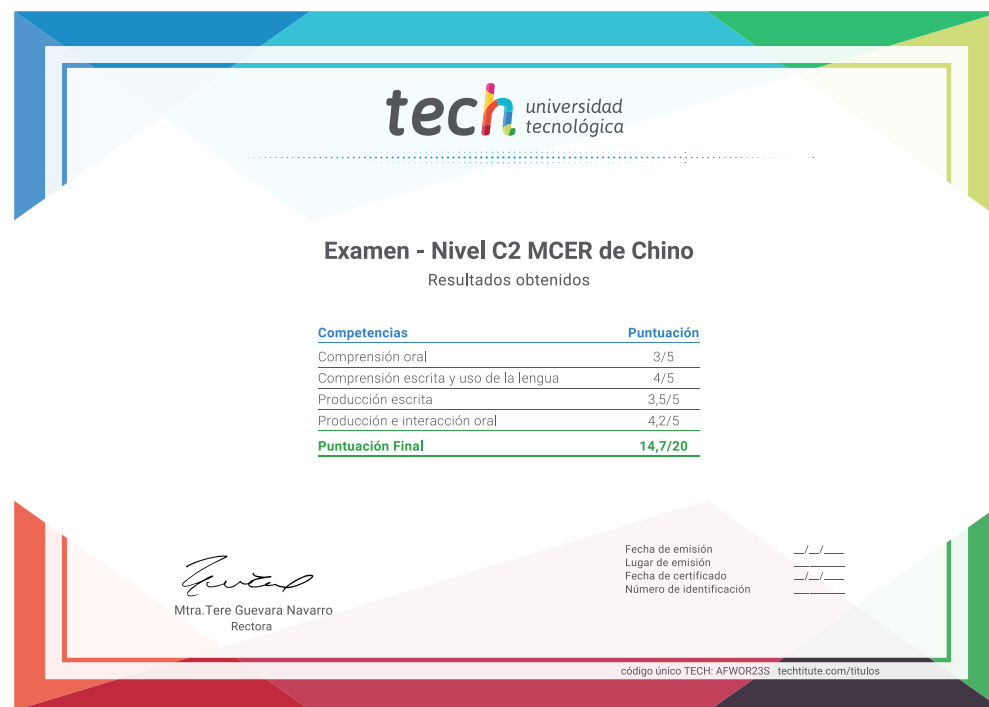 tech universidad
tecnológica
Examen - Nivel C2 MCER de Chino
Resultados obtenidos
Competencias Puntuación
Comprensión oral 3/5
Comprensión escrita y uso de la lengua 4/5
Producción escrita 3,5/5
Producción e interacción oral 4,2/5
Puntuación Final 14,7/20
Fecha de emisión __/__/____
Lugar de emisión _________
Fecha de certificado __/__/____
Número de identificación _________
Mtra.Tere Guevara Navarro
Rectora
código único TECH: AFWOR23S techtitute.com/titulos